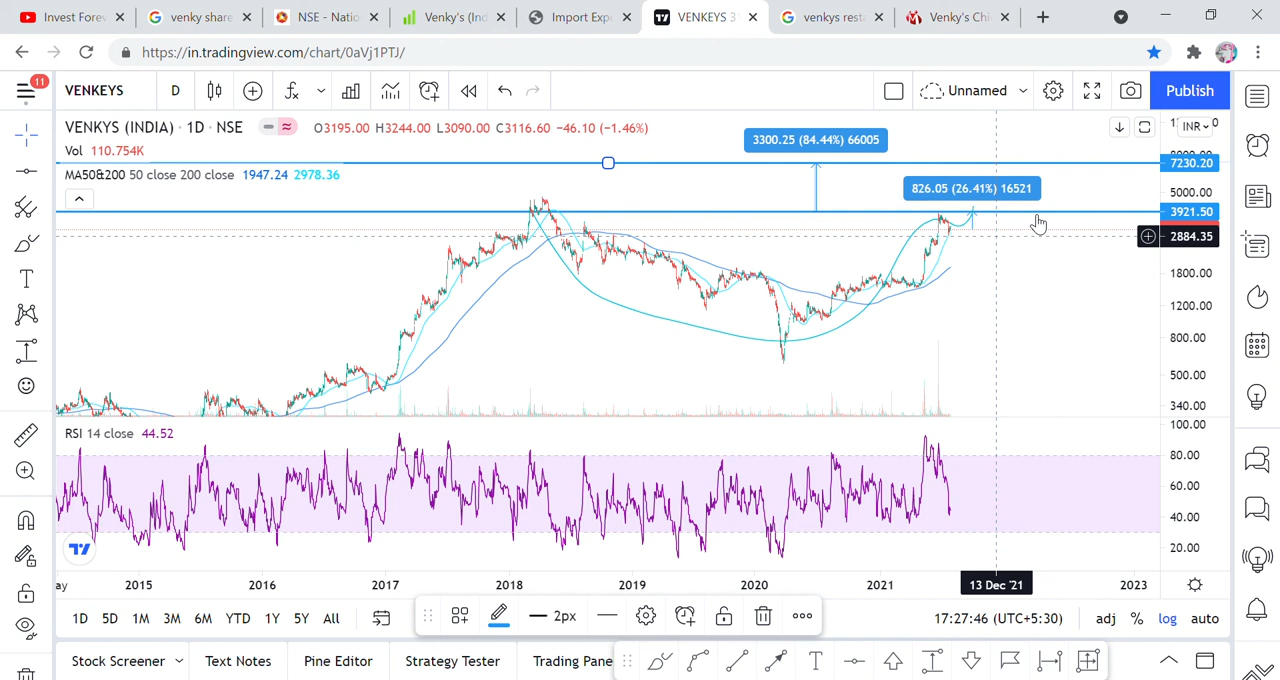 Invest Forev
venky share
NSE - Natio
Venky's (Ind
Import Expo
VENKEYS 31
venkys resta
Venky's Chi
https://in.tradingview.com/chart/0aVj1PTJ/
11
VENKEYS
D
Unnamed
Publish
VENKYS (INDIA) · 1D · NSE
O3195.00 H3244.00 L3090.00 C3116.60 −46.10 (−1.46%)
INR
Vol 110.754K
3300.25 (84.44%) 66005
7230.20
MA50&200 50 close 200 close 1947.24 2978.36
826.05 (26.41%) 16521
5000.00
3921.50
2884.35
1800.00
1200.00
800.00
500.00
340.00
RSI 14 close 44.52
100.00
80.00
60.00
40.00
20.00
ay
2015
2016
2017
2018
2019
2020
2021
13 Dec '21
2023
1D 5D 1M 3M 6M YTD 1Y 5Y All
2px
17:27:46 (UTC+5:30)
adj % log auto
Stock Screener
Text Notes
Pine Editor
Strategy Tester
Trading Pane